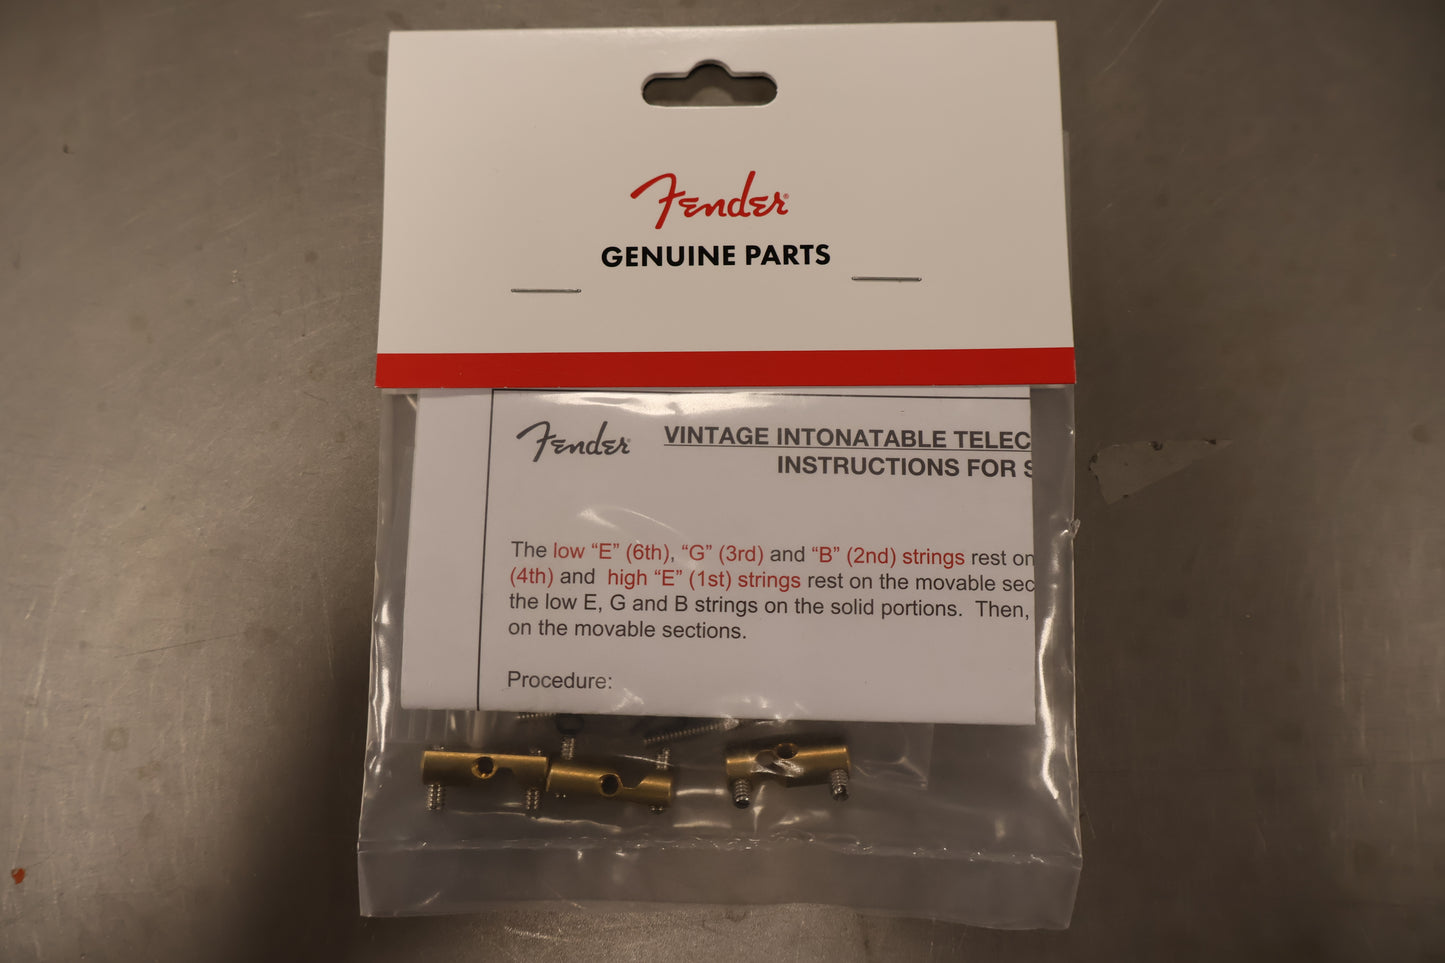 Fender®
GENUINE PARTS
Fender®
VINTAGE INTONATABLE TELEC
INSTRUCTIONS FOR S
The low “E” (6th), “G” (3rd) and “B” (2nd) strings rest on
(4th) and high “E” (1st) strings rest on the movable sec
the low E, G and B strings on the solid portions. Then,
on the movable sections.
Procedure: